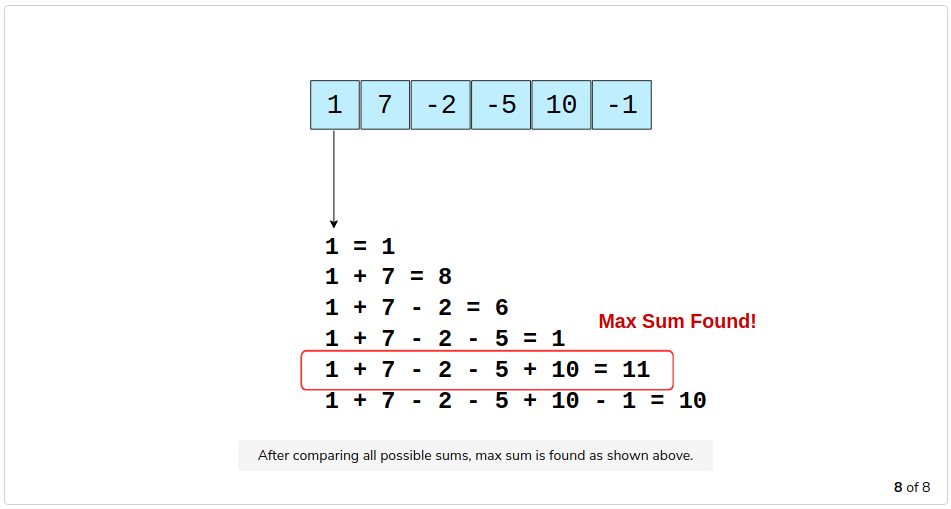 1 7 -2 -5 10 -1
1 = 1
1 + 7 = 8
1 + 7 - 2 = 6
Max Sum Found!
1 + 7 - 2 - 5 = 1
1 + 7 - 2 - 5 + 10 = 11
1 + 7 - 2 - 5 + 10 - 1 = 10
After comparing all possible sums, max sum is found as shown above.
8 of 8